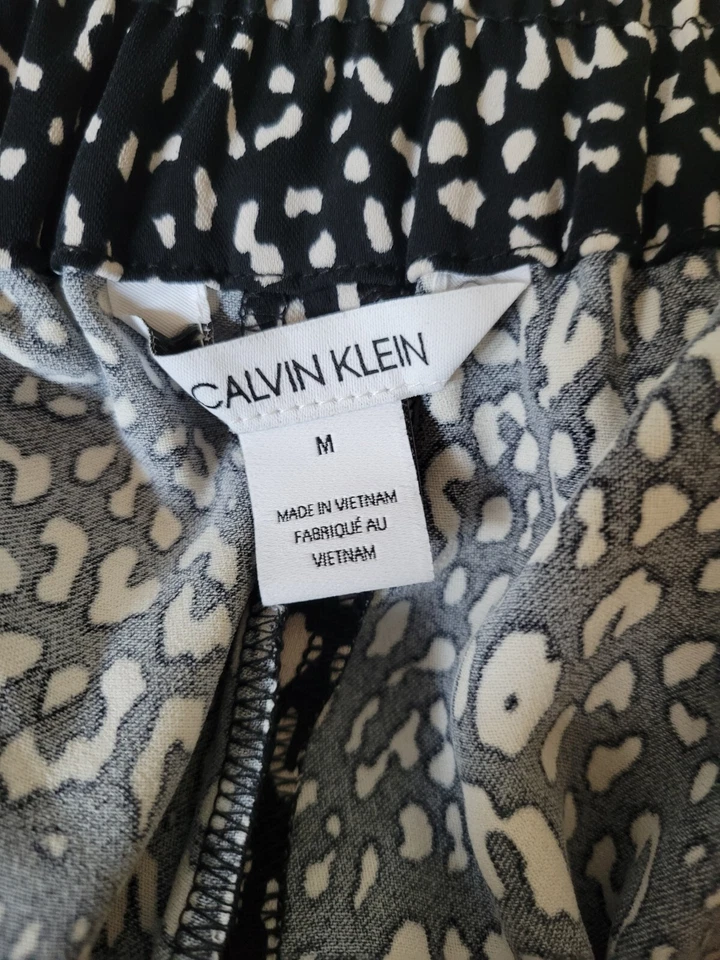 CALVIN KLEIN
M
MADE IN VIETNAM
FABRIQUÉ AU
VIETNAM